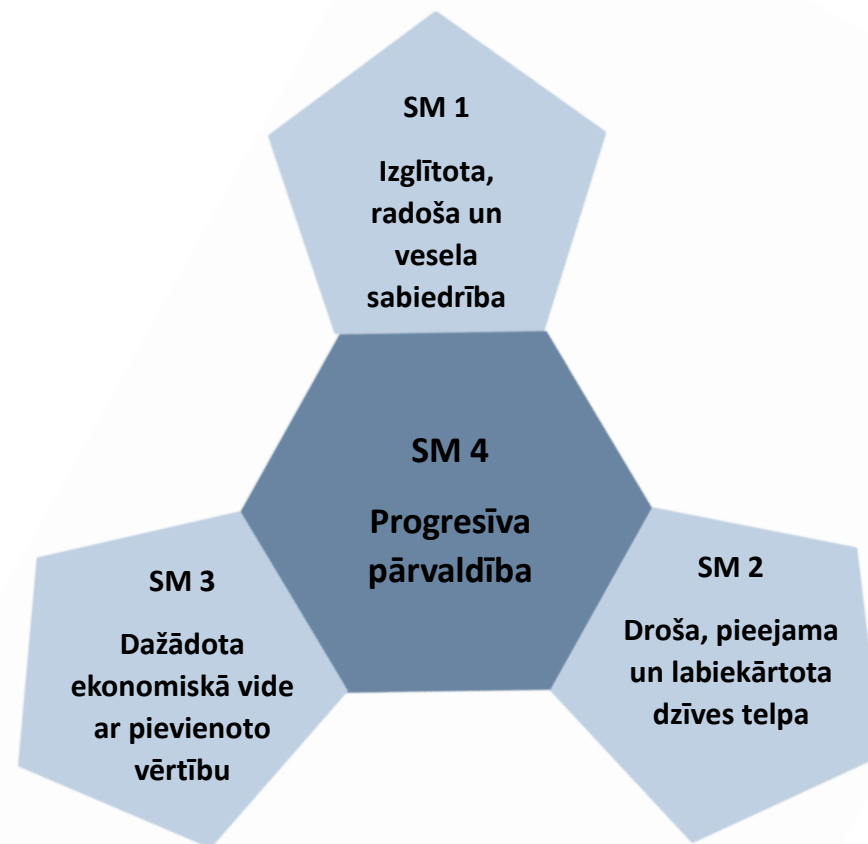 SM 1
Izglītota,
radoša un
vesela
sabiedrība
SM 4
Progresīva
pārvaldība
SM 3
Dažādota
ekonomiskā vide
ar pievienoto
vērtību
SM 2
Droša, pieejama
un labiekārtota
dzīves telpa